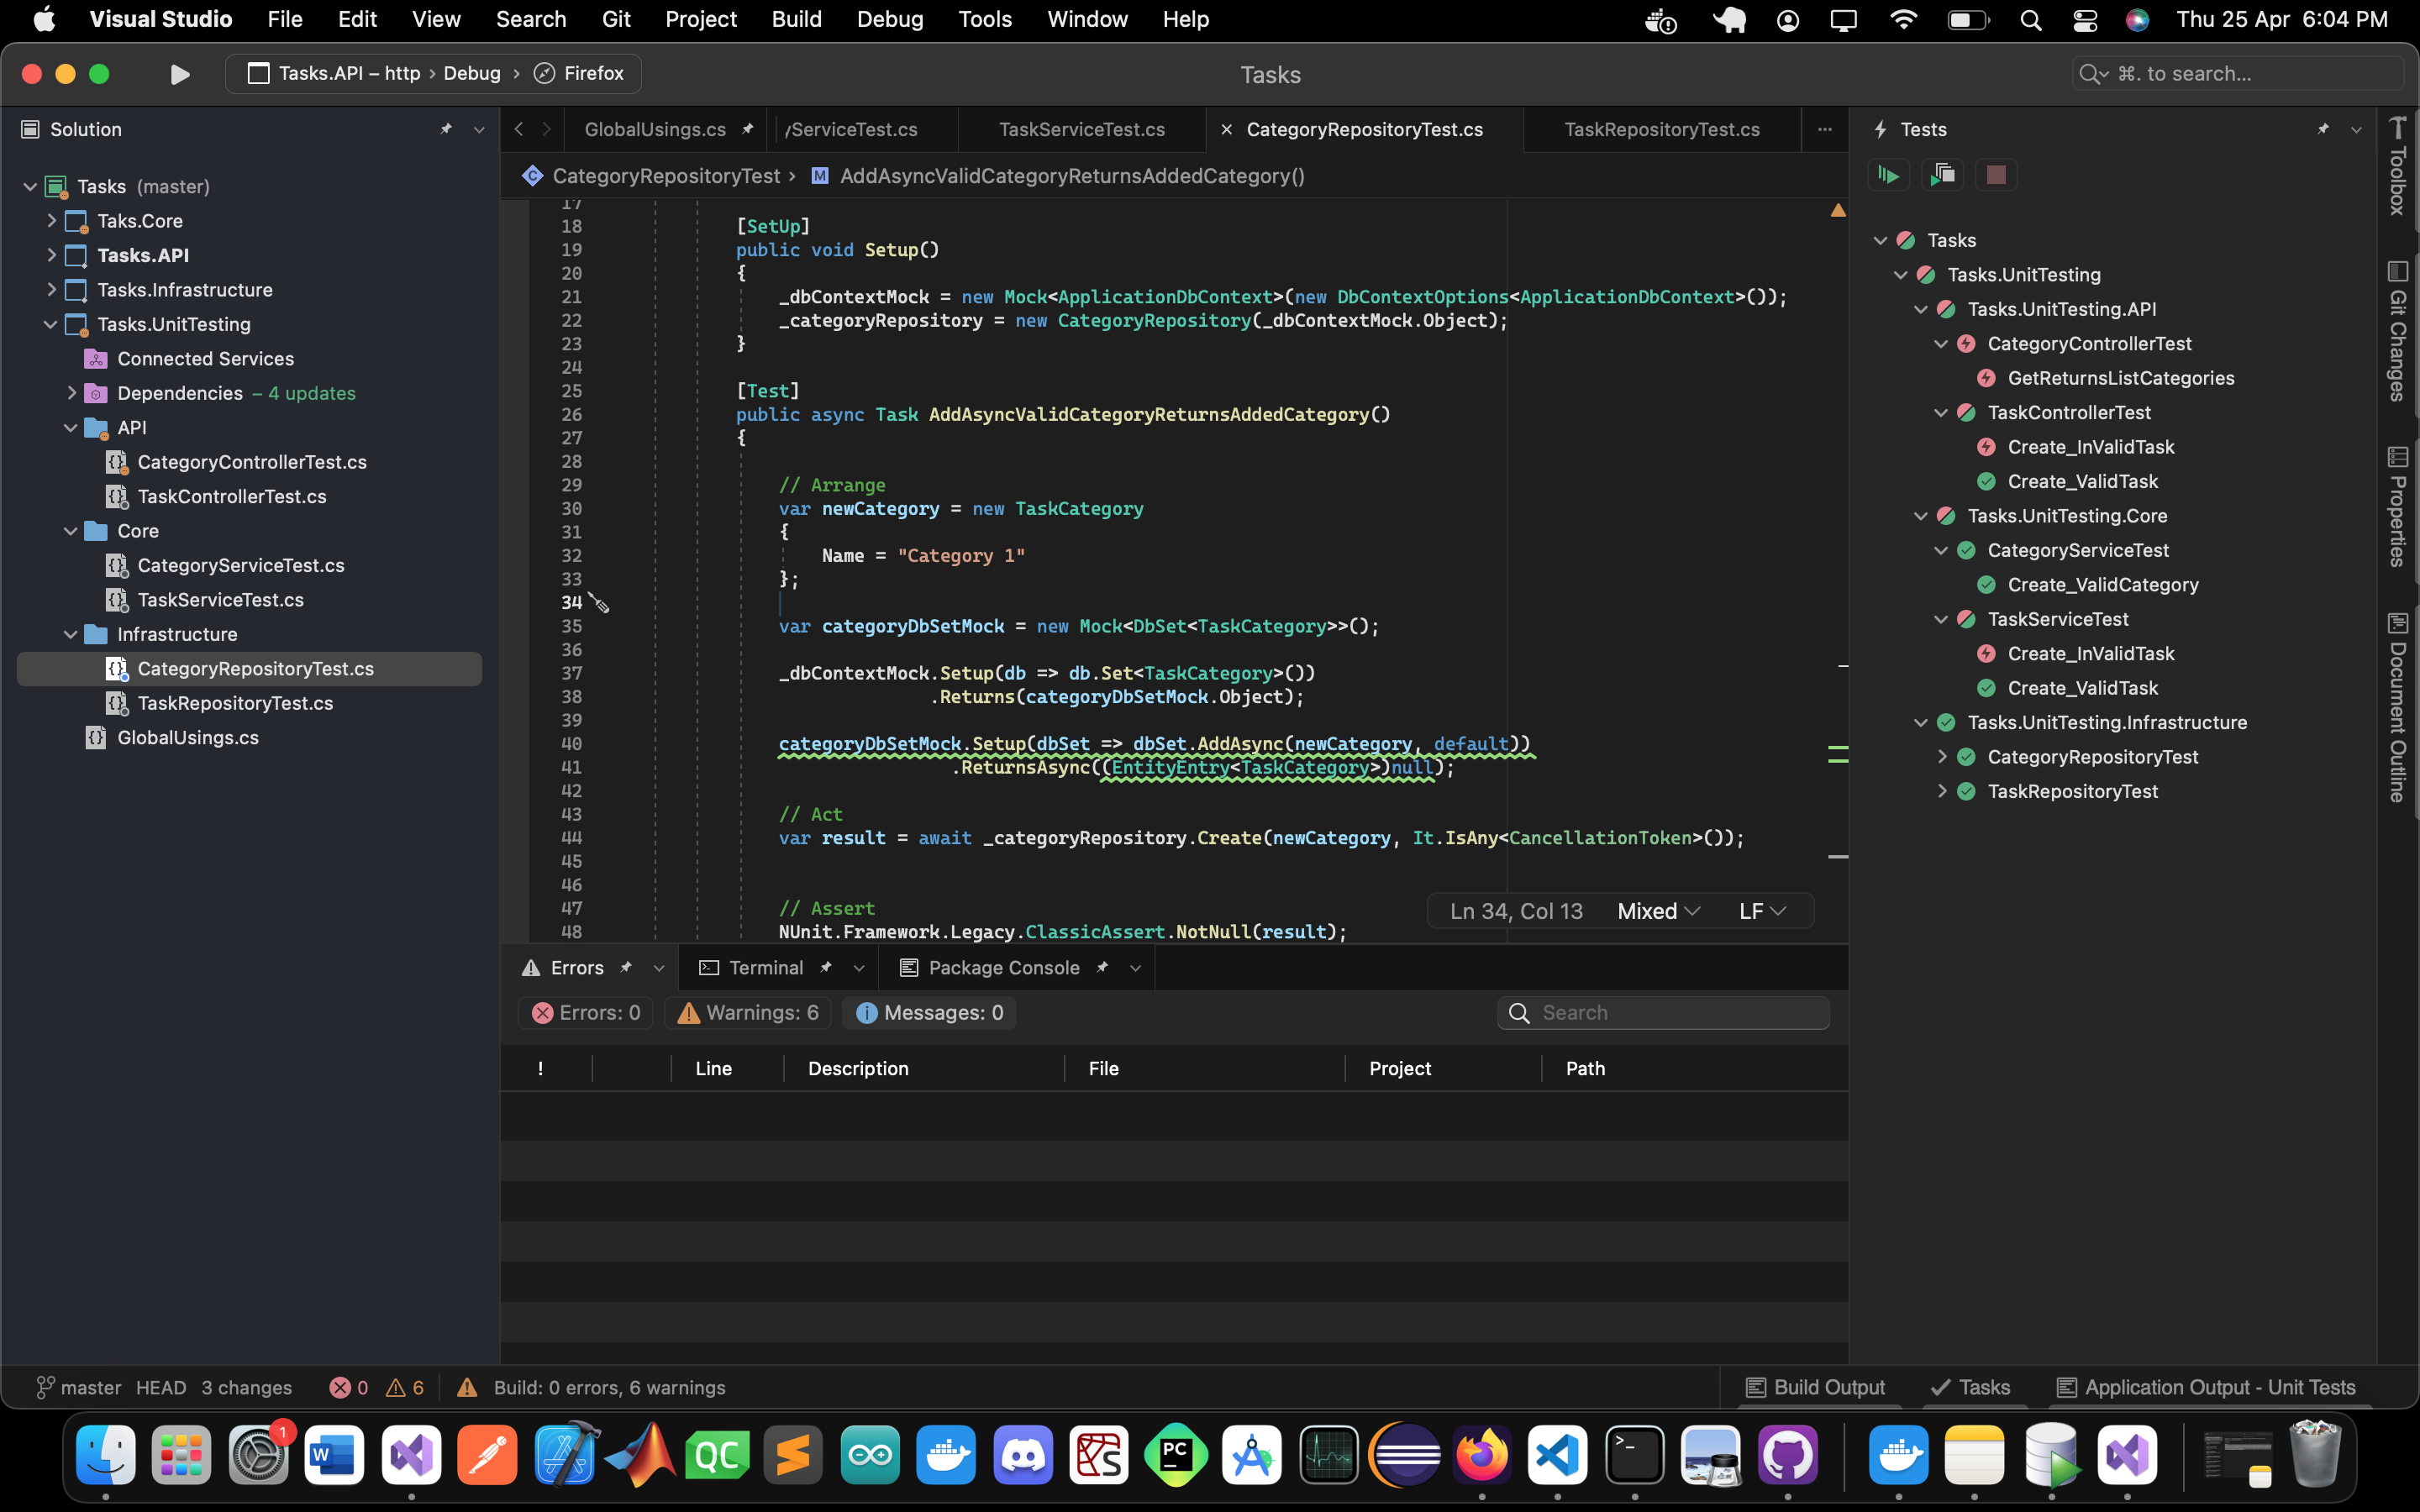 Visual Studio File Edit View Search Git Project Build Debug Tools Window Help Thu 25 Apr 6:04 PM
Tasks.API – http › Debug › Firefox
Tasks
⌘. to search...
Solution
Tasks (master)
Taks.Core
Tasks.API
Tasks.Infrastructure
Tasks.UnitTesting
Connected Services
Dependencies – 4 updates
API
CategoryControllerTest.cs
TaskControllerTest.cs
Core
CategoryServiceTest.cs
TaskServiceTest.cs
Infrastructure
CategoryRepositoryTest.cs
TaskRepositoryTest.cs
GlobalUsings.cs
GlobalUsings.cs yServiceTest.cs TaskServiceTest.cs × CategoryRepositoryTest.cs TaskRepositoryTest.cs ...
CategoryRepositoryTest › M AddAsyncValidCategoryReturnsAddedCategory()
17
18 [SetUp]
19 public void Setup()
20 {
21 _dbContextMock = new Mock<ApplicationDbContext>(new DbContextOptions<ApplicationDbContext>());
22 _categoryRepository = new CategoryRepository(_dbContextMock.Object);
23 }
24
25 [Test]
26 public async Task AddAsyncValidCategoryReturnsAddedCategory()
27 {
28
29 // Arrange
30 var newCategory = new TaskCategory
31 {
32 Name = "Category 1"
33 };
34
35 var categoryDbSetMock = new Mock<DbSet<TaskCategory>>();
36
37 _dbContextMock.Setup(db => db.Set<TaskCategory>())
38 .Returns(categoryDbSetMock.Object);
39
40 categoryDbSetMock.Setup(dbSet => dbSet.AddAsync(newCategory, default))
41 .ReturnsAsync((EntityEntry<TaskCategory>)null);
42
43 // Act
44 var result = await _categoryRepository.Create(newCategory, It.IsAny<CancellationToken>());
45
46
47 // Assert
48 NUnit.Framework.Legacy.ClassicAssert.NotNull(result);
Ln 34, Col 13 Mixed LF
Errors Terminal Package Console
Errors: 0 Warnings: 6 Messages: 0 Search
! Line Description File Project Path
Tests
Tasks
Tasks.UnitTesting
Tasks.UnitTesting.API
CategoryControllerTest
GetReturnsListCategories
TaskControllerTest
Create_InValidTask
Create_ValidTask
Tasks.UnitTesting.Core
CategoryServiceTest
Create_ValidCategory
TaskServiceTest
Create_InValidTask
Create_ValidTask
Tasks.UnitTesting.Infrastructure
CategoryRepositoryTest
TaskRepositoryTest
Toolbox
Git Changes
Properties
Document Outline
master HEAD 3 changes 0 6 Build: 0 errors, 6 warnings
Build Output Tasks Application Output - Unit Tests
1
W
QC
PC